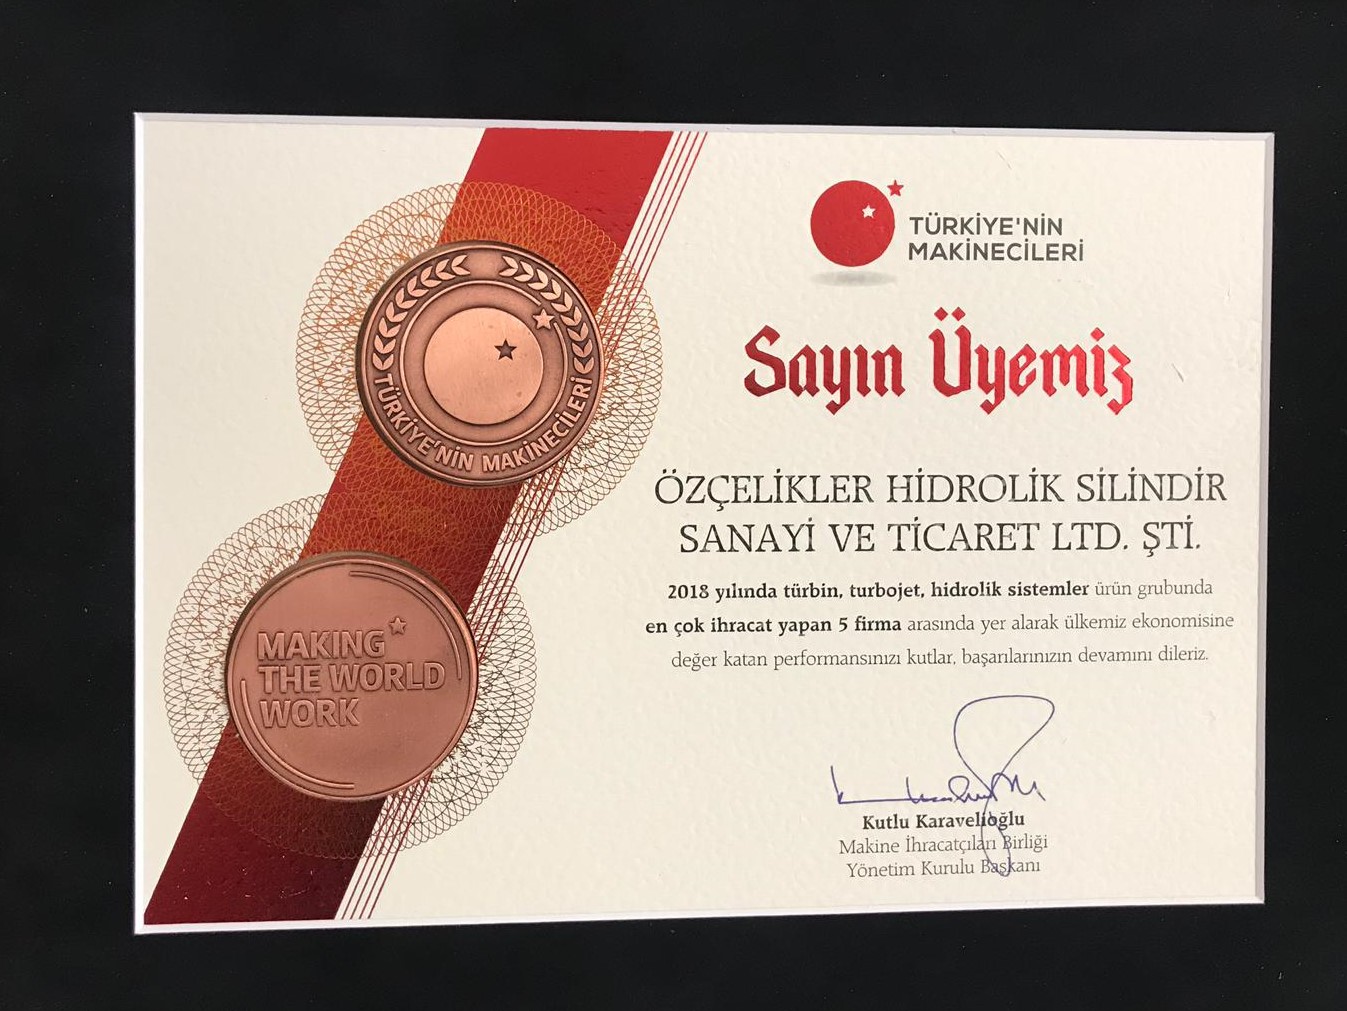 TÜRKİYE'NİN
MAKİNECİLERİ
Sayın Üyemiz
ÖZÇELİKLER HİDROLİK SİLİNDİR
SANAYİ VE TİCARET LTD. ŞTİ.
2018 yılında türbin, turbojet, hidrolik sistemler ürün grubunda
en çok ihracat yapan 5 firma arasında yer alarak ülkemiz ekonomisine
değer katan performansınızı kutlar, başarılarınızın devamını dileriz.
Kutlu Karavelioğlu
Makine İhracatçıları Birliği
Yönetim Kurulu Başkanı
TÜRKİYE'NİN MAKİNECİLERİ
MAKING
THE WORLD
WORK